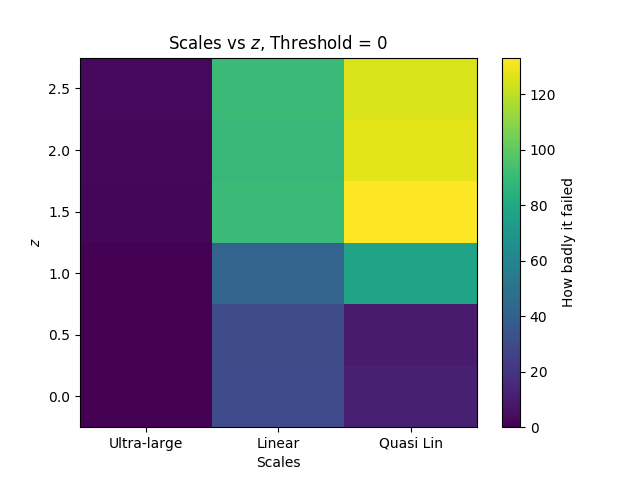 Scales vs z, Threshold = 0
2.5
2.0
1.5
1.0
0.5
0.0
z
Ultra-large Linear Quasi Lin
Scales
120
100
80
60
40
20
0
How badly it failed